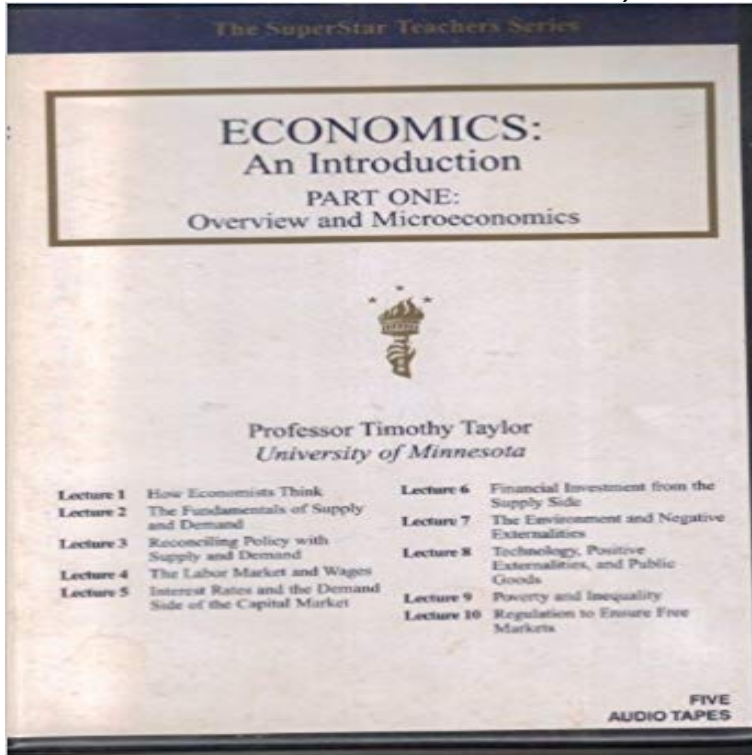 The SuperStar Teachers Series
ECONOMICS:
An Introduction
PART ONE:
Overview and Microeconomics
Professor Timothy Taylor
University of Minnesota
Lecture 1 How Economists Think
Lecture 2 The Fundamentals of Supply
and Demand
Lecture 3 Reconciling Policy with
Supply and Demand
Lecture 4 The Labor Market and Wages
Lecture 5 Interest Rates and the Demand
Side of the Capital Market
Lecture 6 Financial Investment from the
Supply Side
Lecture 7 The Environment and Negative
Externalities
Lecture 8 Technology, Positive
Externalities, and Public
Goods
Lecture 9 Poverty and Inequality
Lecture 10 Regulation to Ensure Free
Markets
FIVE
AUDIO TAPES